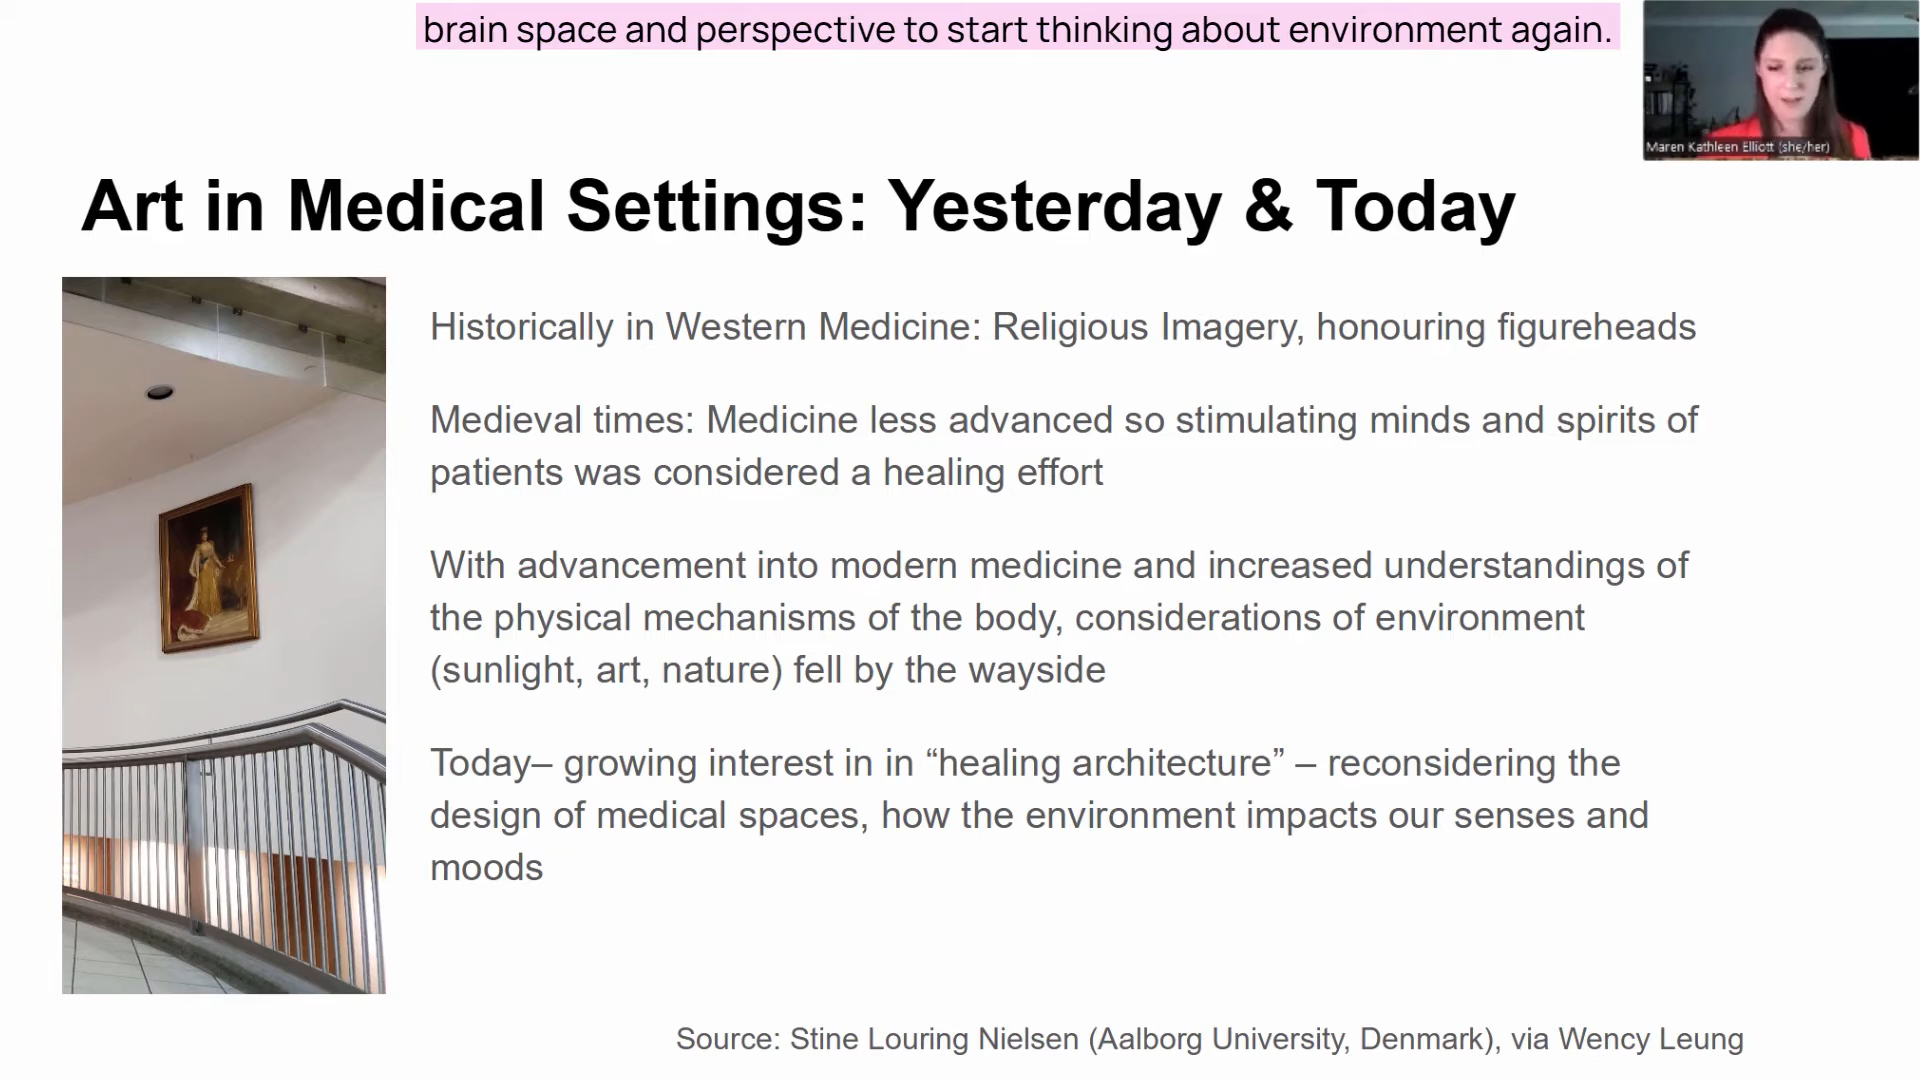 brain space and perspective to start thinking about environment again.
Maren Kathleen Elliott (she/her)
Art in Medical Settings: Yesterday & Today
Historically in Western Medicine: Religious Imagery, honouring figureheads
Medieval times: Medicine less advanced so stimulating minds and spirits of
patients was considered a healing effort
With advancement into modern medicine and increased understandings of
the physical mechanisms of the body, considerations of environment
(sunlight, art, nature) fell by the wayside
Today– growing interest in in “healing architecture” – reconsidering the
design of medical spaces, how the environment impacts our senses and
moods
Source: Stine Louring Nielsen (Aalborg University, Denmark), via Wency Leung